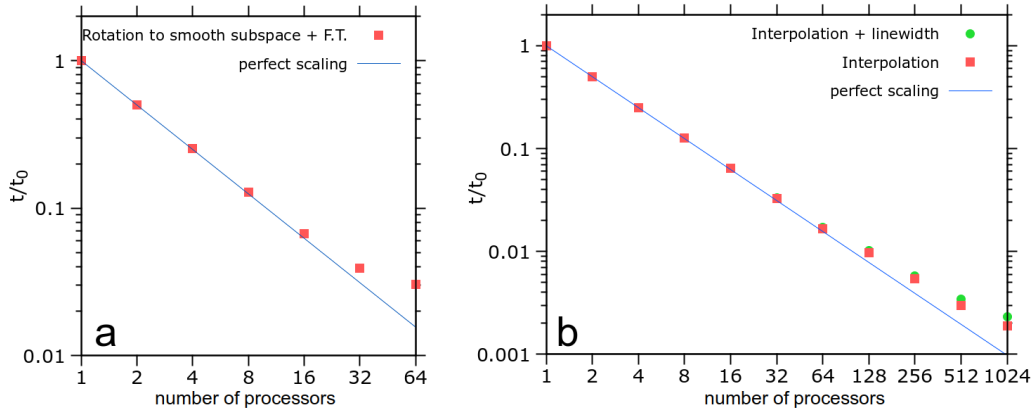 Rotation to smooth subspace + F.T.
perfect scaling
1
0.1
0.01
t/t0
1 2 4 8 16 32 64
number of processors
a
Interpolation + linewidth
Interpolation
perfect scaling
1
0.1
0.01
0.001
t/t0
1 2 4 8 16 32 64 128 256 512 1024
number of processors
b